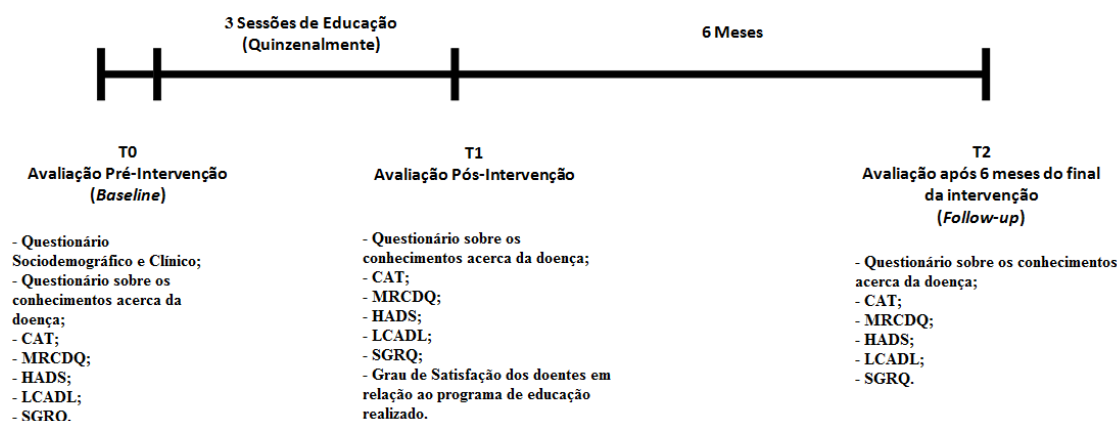 3 Sessões de Educação
(Quinzenalmente)
6 Meses
T0
Avaliação Pré-Intervenção
(Baseline)
- Questionário
Sociodemográfico e Clínico;
- Questionário sobre os
conhecimentos acerca da
doença;
- CAT;
- MRCDQ;
- HADS;
- LCADL;
- SGRQ.
T1
Avaliação Pós-Intervenção
- Questionário sobre os
conhecimentos acerca da doença;
- CAT;
- MRCDQ;
- HADS;
- LCADL;
- SGRQ;
- Grau de Satisfação dos doentes em
relação ao programa de educação
realizado.
T2
Avaliação após 6 meses do final
da intervenção
(Follow-up)
- Questionário sobre os conhecimentos
acerca da doença;
- CAT;
- MRCDQ;
- HADS;
- LCADL;
- SGRQ.